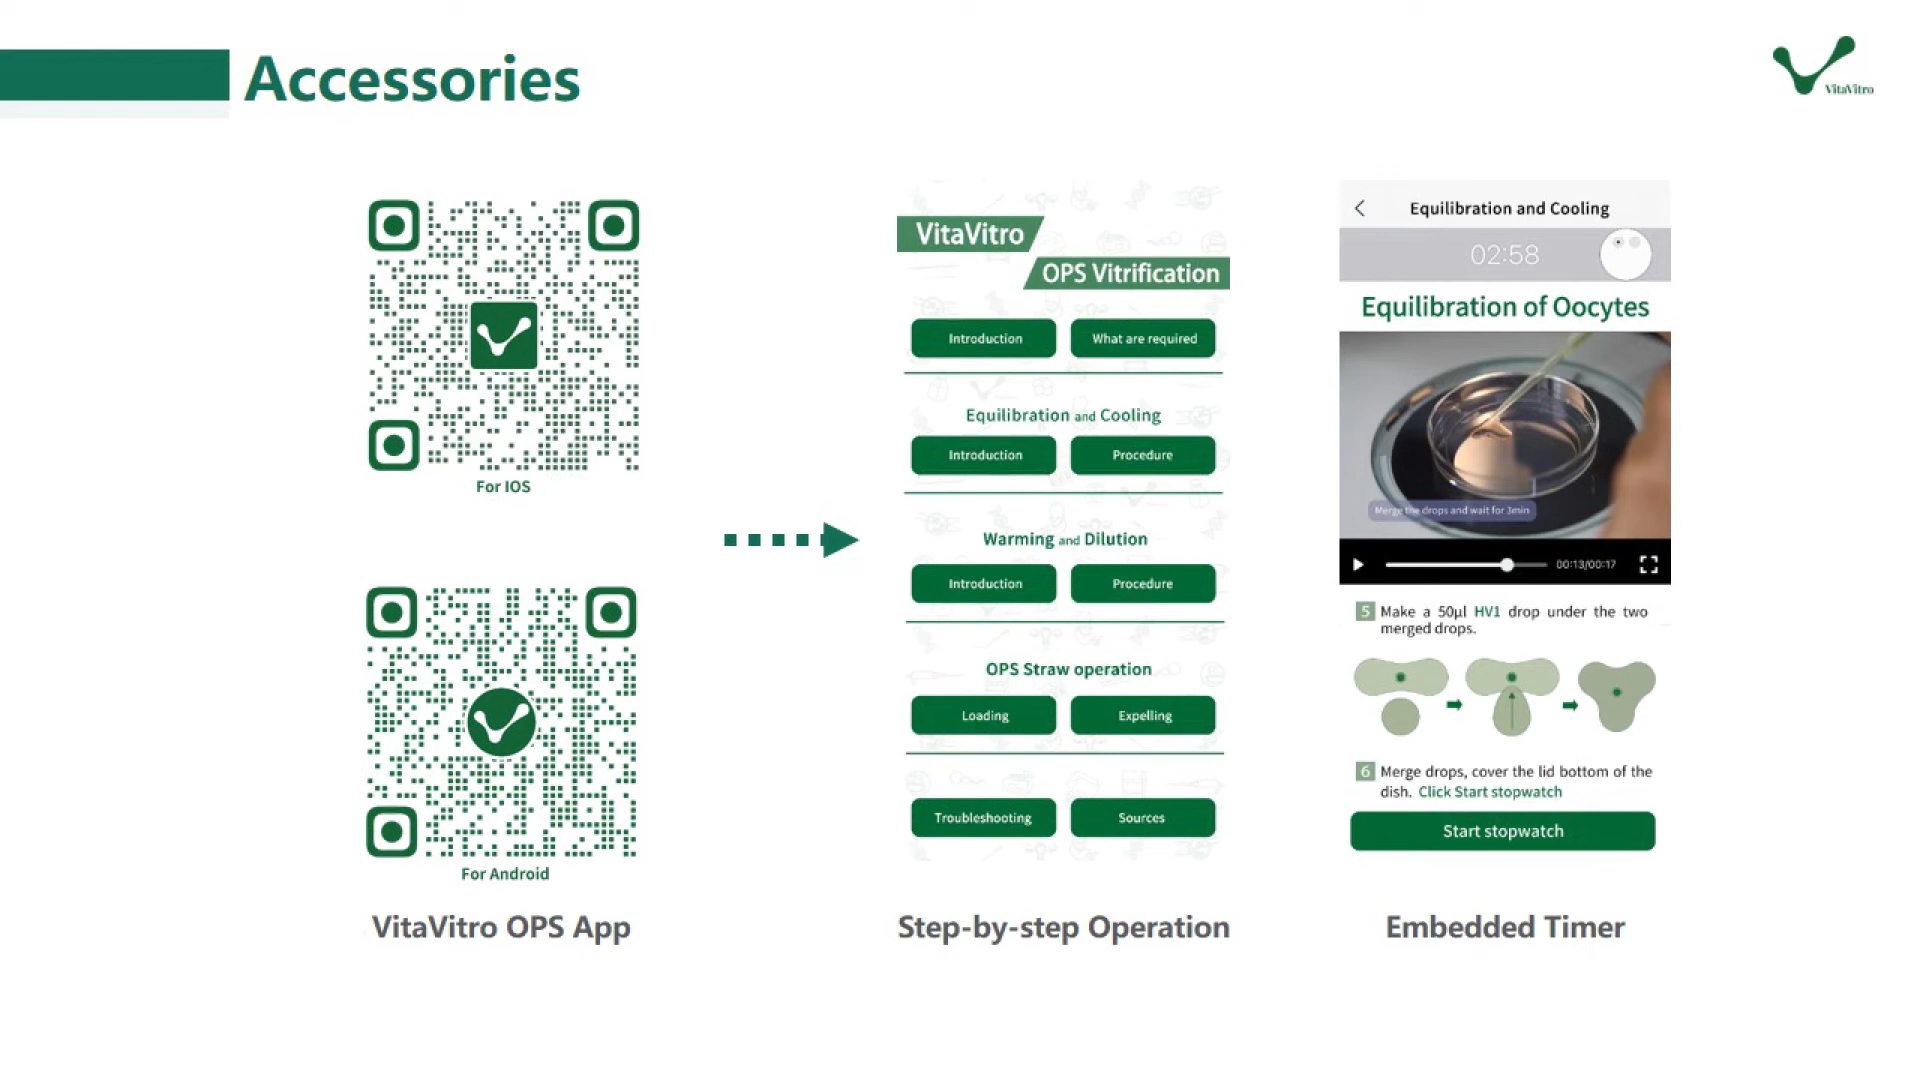 Accessories
VitaVitro
For IOS
For Android
VitaVitro OPS App
VitaVitro
OPS Vitrification
Introduction
What are required
Equilibration and Cooling
Introduction
Procedure
Warming and Dilution
Introduction
Procedure
OPS Straw operation
Loading
Expelling
Troubleshooting
Sources
Step-by-step Operation
Equilibration and Cooling
02:58
Equilibration of Oocytes
Merge the drops and wait for 3min
00:13/00:17
5 Make a 50μl HV1 drop under the two
merged drops.
6 Merge drops, cover the lid bottom of the
dish. Click Start stopwatch
Start stopwatch
Embedded Timer